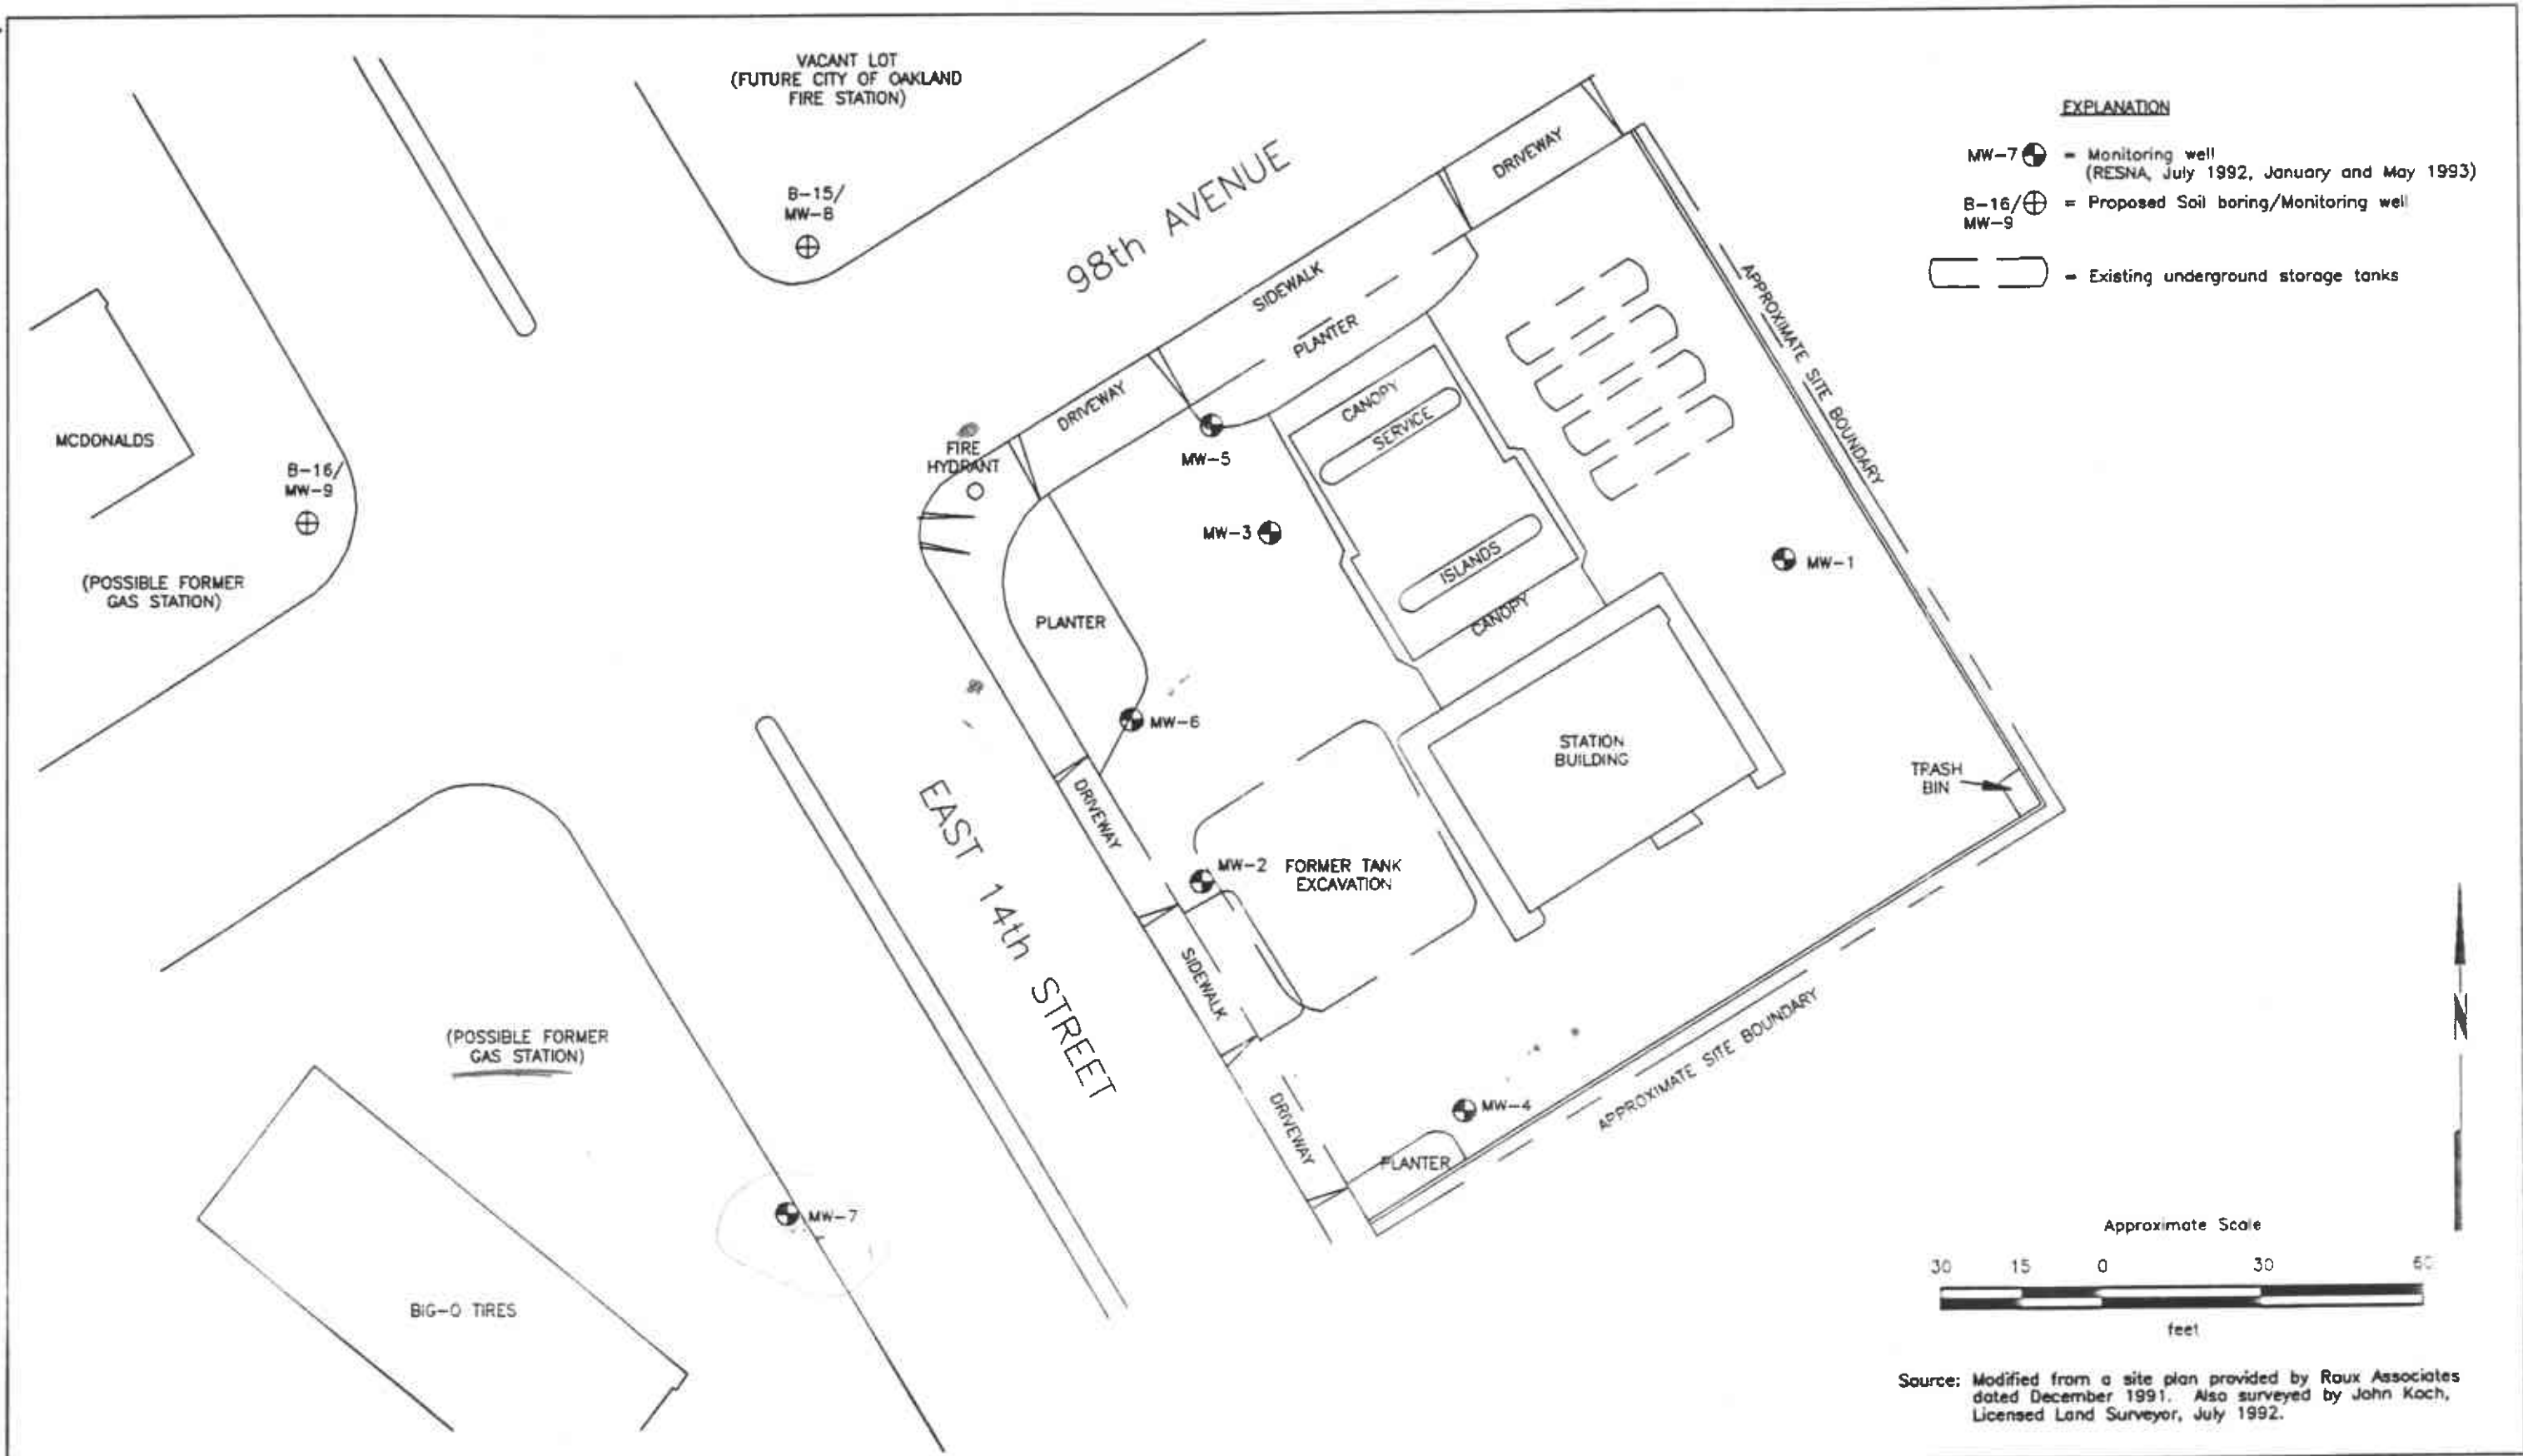 VACANT LOT
(FUTURE CITY OF OAKLAND
FIRE STATION)
B-15/
MW-8
98th AVENUE
DRIVEWAY
EXPLANATION
MW-7 = Monitoring well
(RESNA, July 1992, January and May 1993)
B-16/ = Proposed Soil boring/Monitoring well
MW-9
= Existing underground storage tanks
SIDEWALK
PLANTER
APPROXIMATE SITE BOUNDARY
DRIVEWAY
CANOPY
SERVICE
MCDONALDS
FIRE
HYDRANT
MW-5
B-16/
MW-9
MW-3
ISLANDS
MW-1
(POSSIBLE FORMER
GAS STATION)
PLANTER
CANOPY
MW-6
STATION
BUILDING
TRASH
BIN
DRIVEWAY
EAST 14th STREET
MW-2
FORMER TANK
EXCAVATION
SIDEWALK
N
(POSSIBLE FORMER
GAS STATION)
APPROXIMATE SITE BOUNDARY
DRIVEWAY
MW-4
PLANTER
MW-7
BIG-O TIRES
Approximate Scale
30 15 0 30 60
feet
Source: Modified from a site plan provided by Roux Associates
dated December 1991. Also surveyed by John Koch,
Licensed Land Surveyor, July 1992.